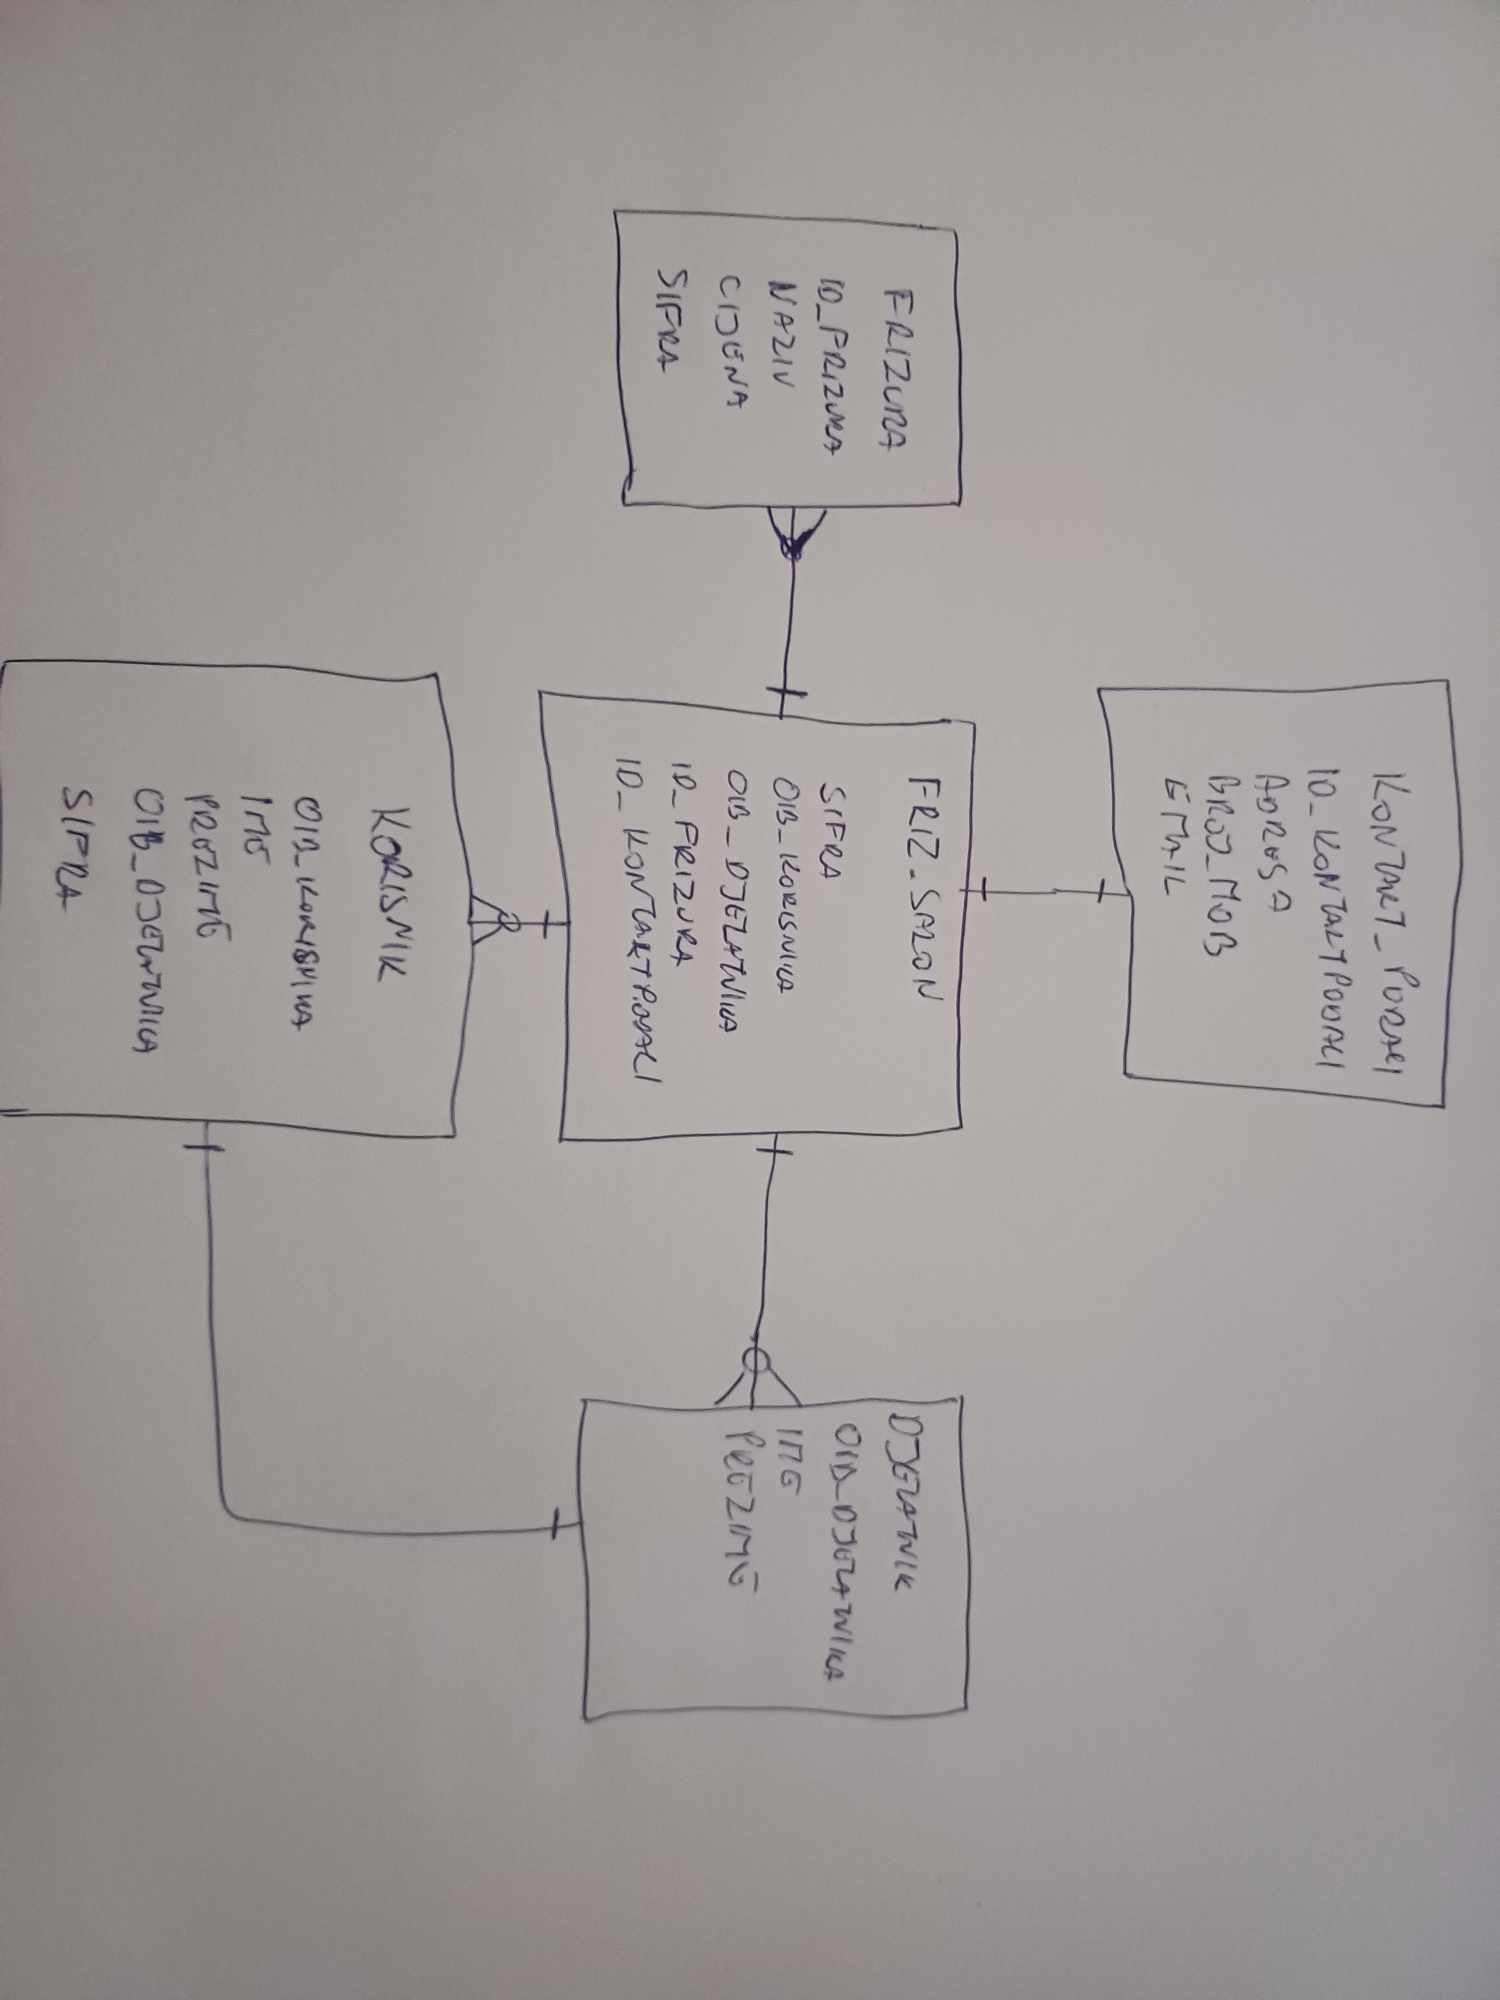 KONTAKT_PODACI
ID_KONTAKTPODACI
ADRESA
BROJ_MOB
EMAIL
FRIZURA
ID_FRIZURA
NAZIV
CIJENA
SIFRA
FRIZ_SALON
SIFRA
OIB_KORISNIKA
OIB_DJELATNIKA
ID_FRIZURA
ID_KONTAKTPODACI
DJELATNIK
OIB_DJELATNIKA
IME
PREZIME
KORISNIK
OIB_KORISNIKA
IME
PREZIME
OIB_DJELATNIKA
SIFRA